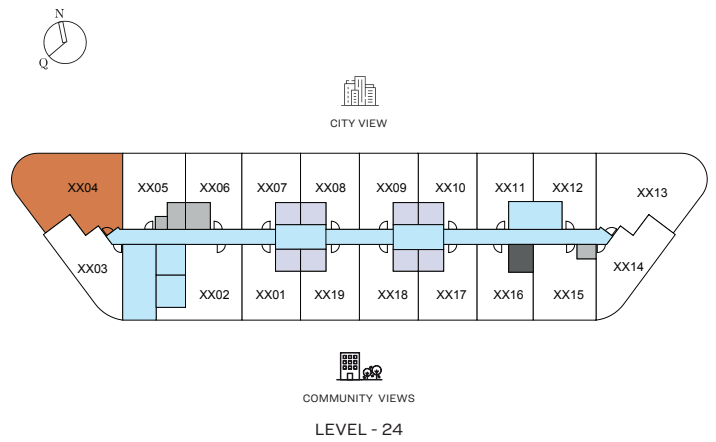 N
Q
CITY VIEW
XX04 XX05 XX06 XX07 XX08 XX09 XX10 XX11 XX12 XX13
XX03 XX14
XX02 XX01 XX19 XX18 XX17 XX16 XX15
COMMUNITY VIEWS
LEVEL - 24